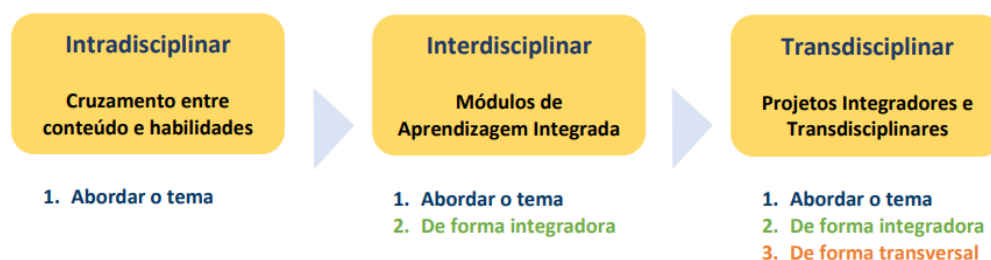 Intradisciplinar
Cruzamento entre
conteúdo e habilidades
1. Abordar o tema
Interdisciplinar
Módulos de
Aprendizagem Integrada
1. Abordar o tema
2. De forma integradora
Transdisciplinar
Projetos Integradores e
Transdisciplinares
1. Abordar o tema
2. De forma integradora
3. De forma transversal